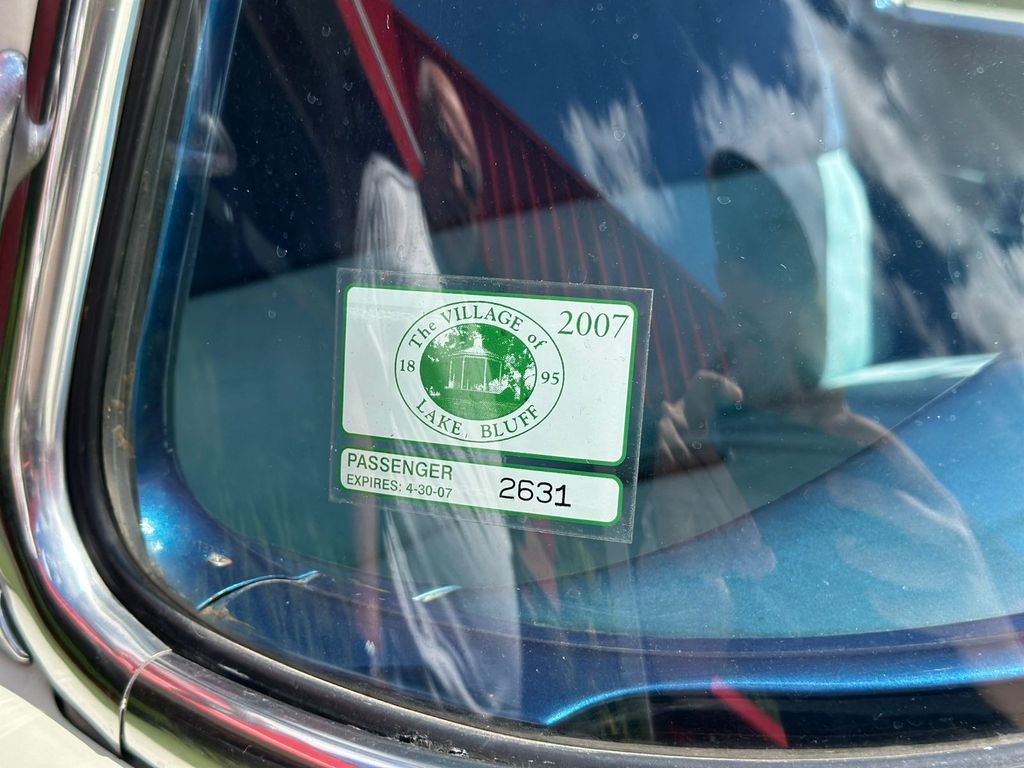 The VILLAGE of
2007
18 95
LAKE BLUFF
PASSENGER
EXPIRES: 4-30-07
2631